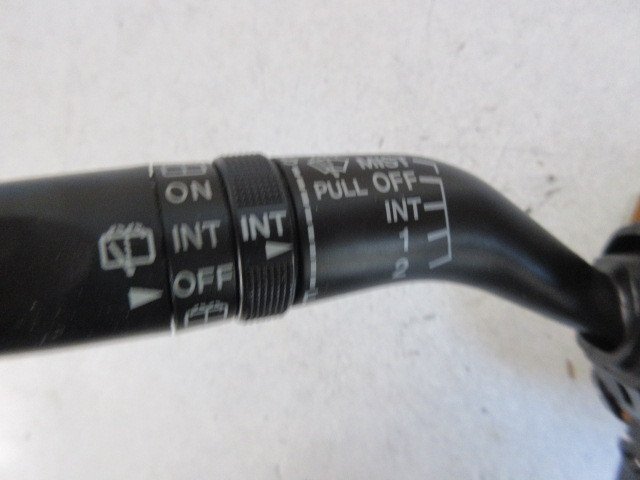 ON
INT
OFF
INT
MIST
PULL OFF
INT
1
2